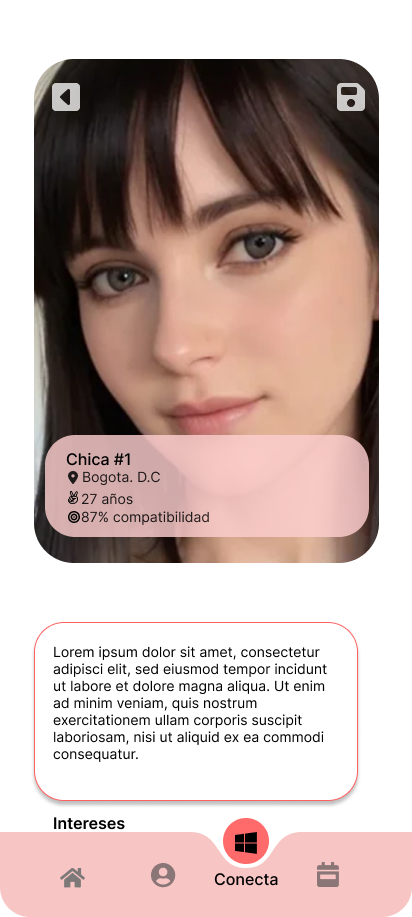 Chica #1
Bogota. D.C
27 años
87% compatibilidad
Lorem ipsum dolor sit amet, consectetur
adipisci elit, sed eiusmod tempor incidunt
ut labore et dolore magna aliqua. Ut enim
ad minim veniam, quis nostrum
exercitationem ullam corporis suscipit
laboriosam, nisi ut aliquid ex ea commodi
consequatur.
Intereses
Conecta